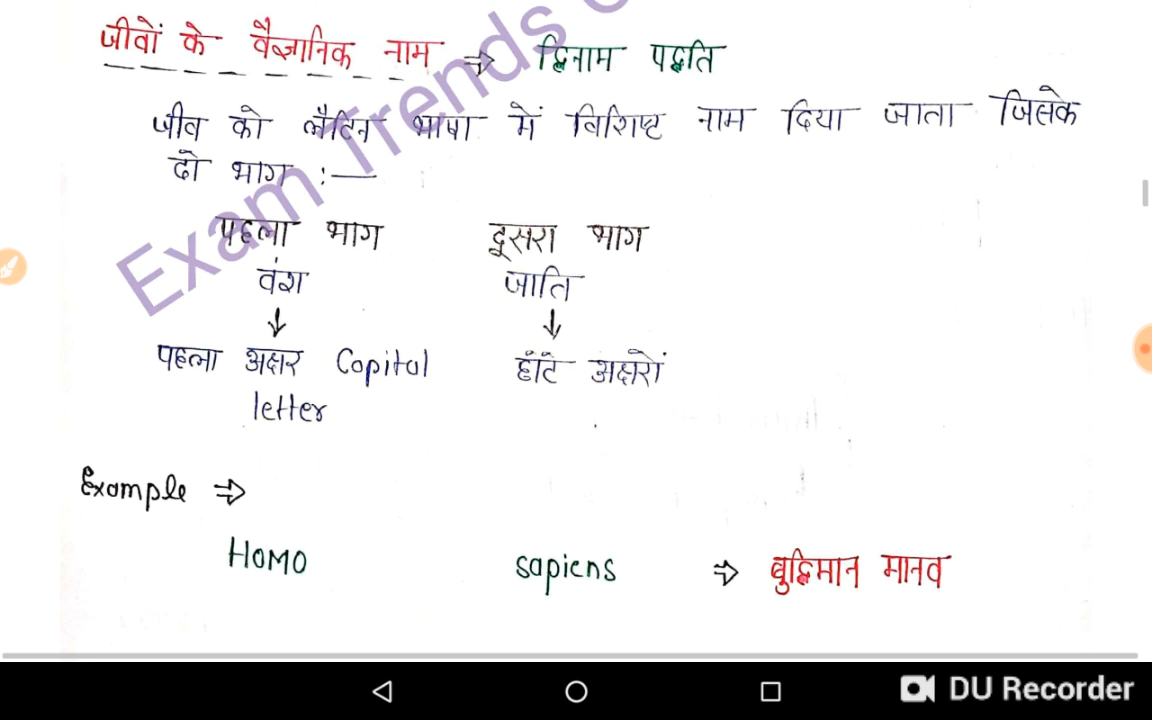 जीवों के वैज्ञानिक नाम ⇒ द्विनाम पद्धति
जीव को लैटिन भाषा में विशिष्ट नाम दिया जाता जिसके
दो भाग :—
पहला भाग दूसरा भाग
वंश जाति
↓ ↓
पहला अक्षर Capital छोटे अक्षरों
letter
Example ⇒
HOMO sapiens ⇒ बुद्धिमान मानव
Exam Trends
DU Recorder